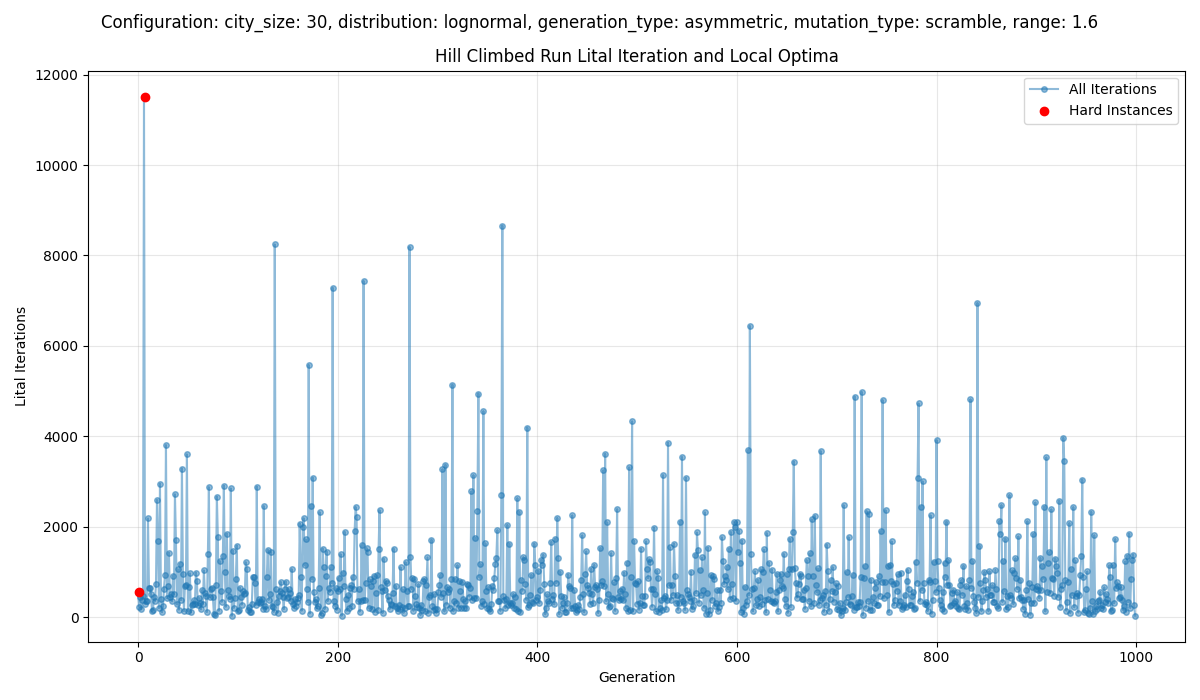 Configuration: city_size: 30, distribution: lognormal, generation_type: asymmetric, mutation_type: scramble, range: 1.6
Hill Climbed Run Lital Iteration and Local Optima
12000
10000
8000
6000
4000
2000
0
Lital Iterations
All Iterations
Hard Instances
0
200
400
600
800
1000
Generation